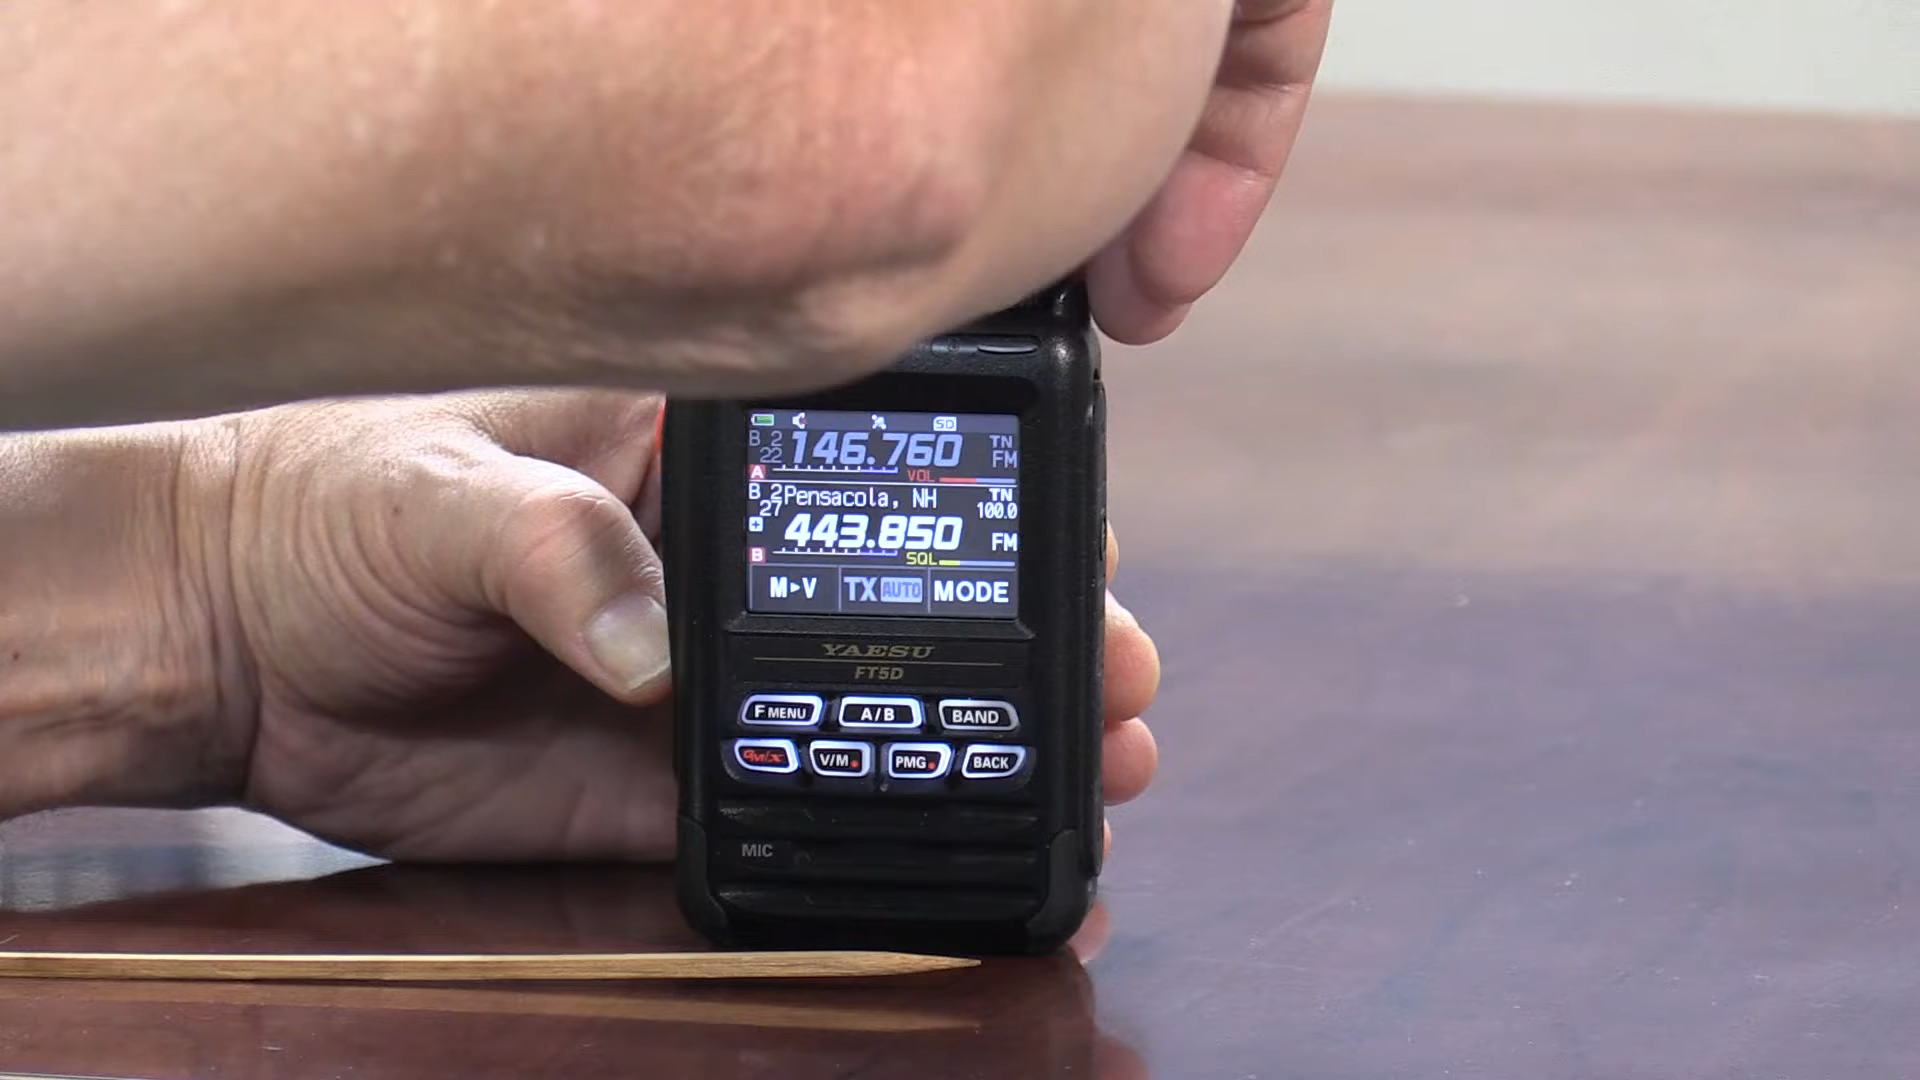 SD
B 2 146.760 TN
22 FM
A VOL
B 2 Pensacola, NH TN
27 100.0
+ 443.850 FM
B SQL
M▸V TX AUTO MODE
YAESU
FT5D
F MENU A/B BAND
V/M PMG BACK
MIC